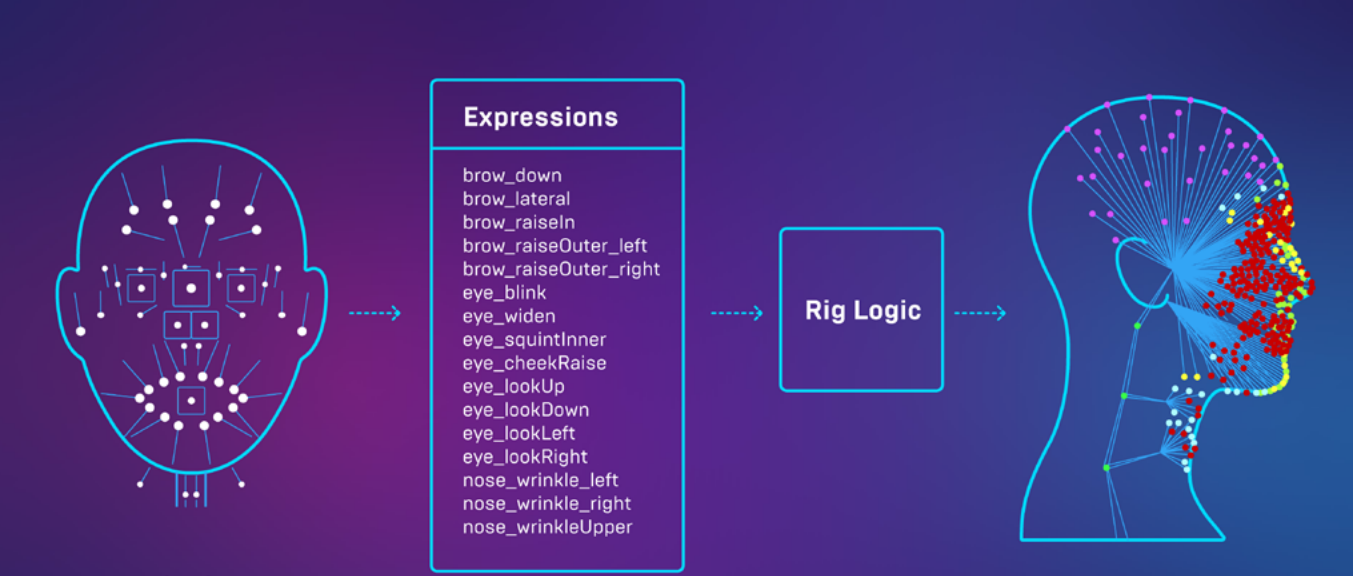 Expressions
brow_down
brow_lateral
brow_raiseIn
brow_raiseOuter_left
brow_raiseOuter_right
eye_blink
eye_widen
eye_squintInner
eye_cheekRaise
eye_lookUp
eye_lookDown
eye_lookLeft
eye_lookRight
nose_wrinkle_left
nose_wrinkle_right
nose_wrinkleUpper
Rig Logic